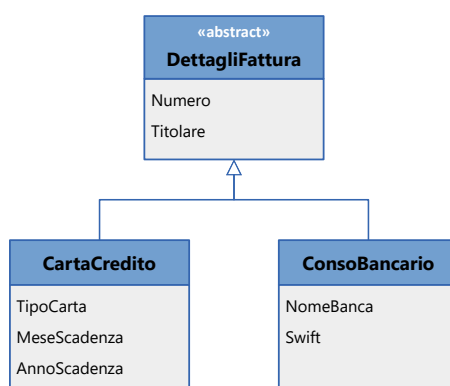 «abstract»
DettagliFattura
Numero
Titolare
CartaCredito
TipoCarta
MeseScadenza
AnnoScadenza
ConsoBancario
NomeBanca
Swift